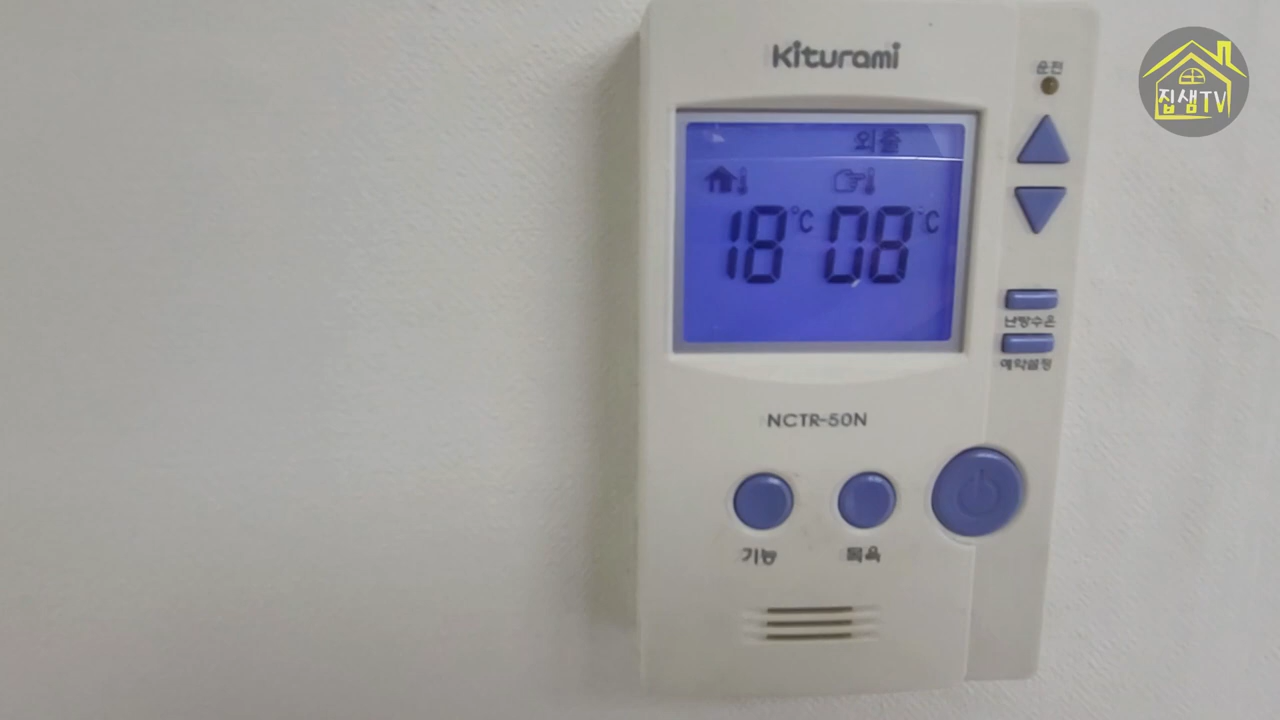 Kiturami
운전
집샘TV
외출
18°C 08°C
난방수온
예약설정
NCTR-50N
기능
목욕